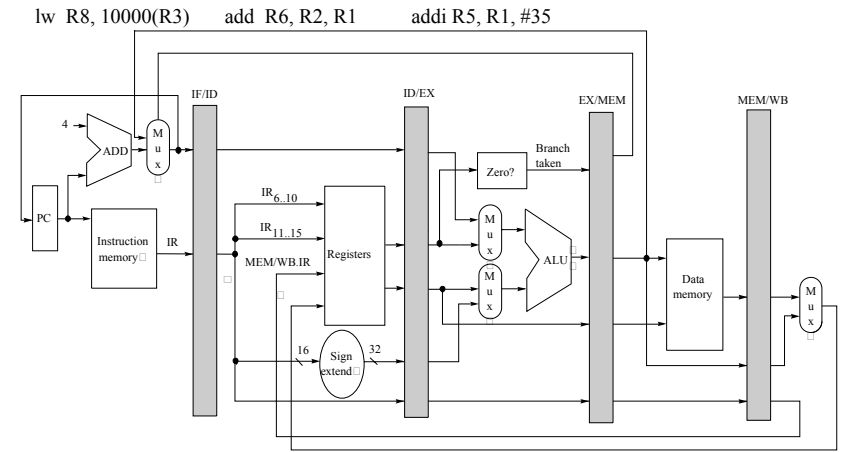 lw R8, 10000(R3) add R6, R2, R1 addi R5, R1, #35
IF/ID
ID/EX
EX/MEM
MEM/WB
4
ADD
M
u
x
Branch
taken
Zero?
IR6..10
PC
Instruction
memory
IR
IR11..15
MEM/WB.IR
Registers
M
u
x
ALU
M
u
x
Data
memory
M
u
x
16
Sign
extend
32